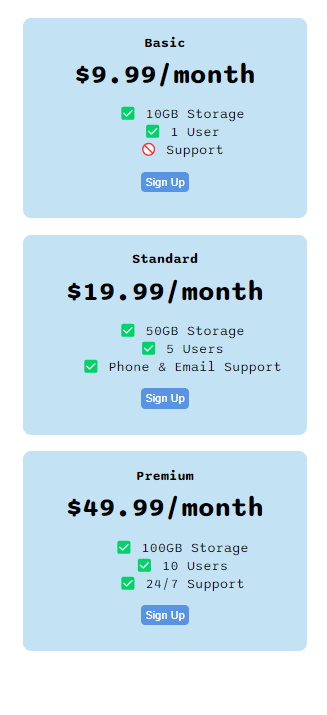 Basic
$9.99/month
✅ 10GB Storage
✅ 1 User
🚫 Support
Sign Up
Standard
$19.99/month
✅ 50GB Storage
✅ 5 Users
✅ Phone & Email Support
Sign Up
Premium
$49.99/month
✅ 100GB Storage
✅ 10 Users
✅ 24/7 Support
Sign Up